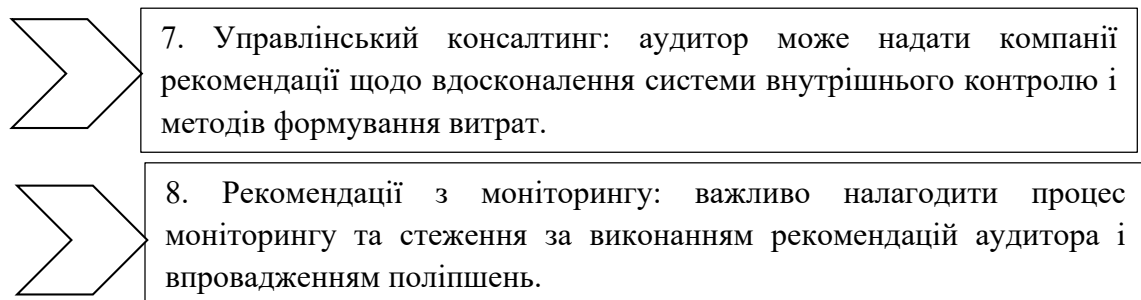 7. Управлінський консалтинг: аудитор може надати компанії
рекомендації щодо вдосконалення системи внутрішнього контролю і
методів формування витрат.
8. Рекомендації з моніторингу: важливо налагодити процес
моніторингу та стеження за виконанням рекомендацій аудитора і
впровадженням поліпшень.